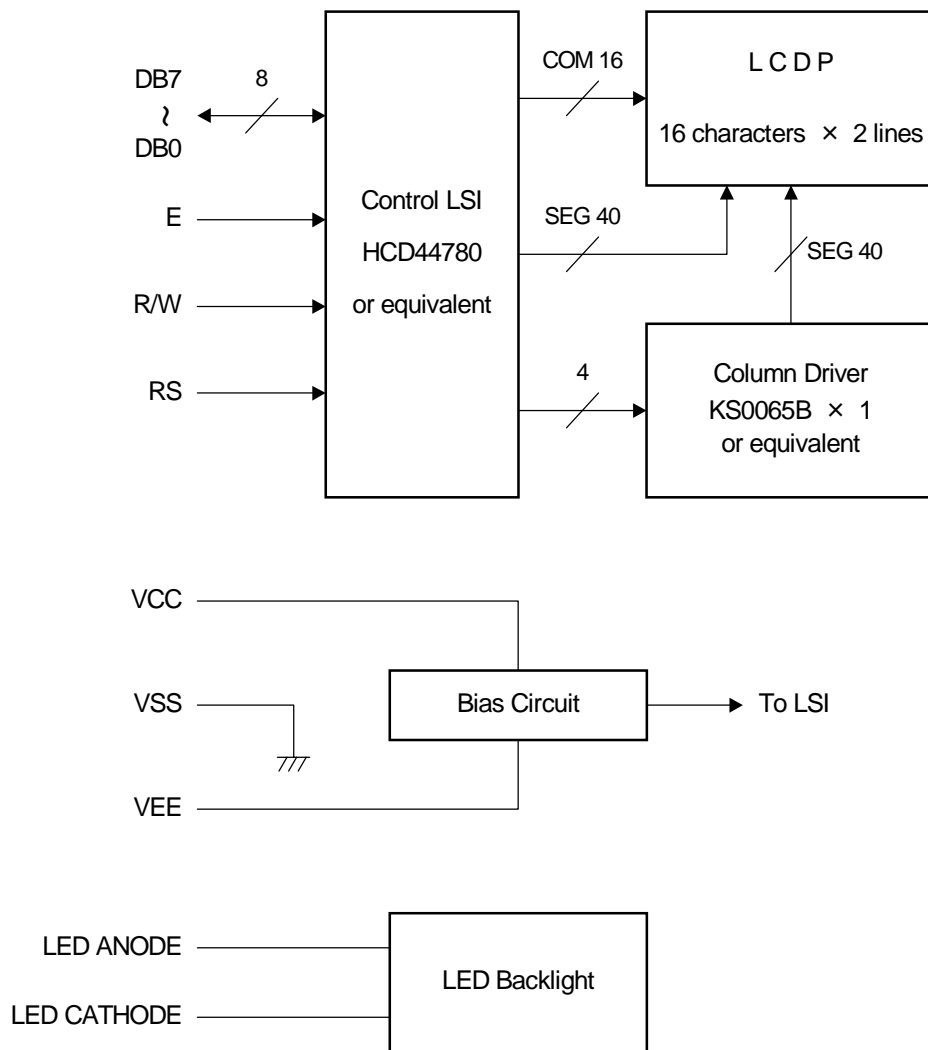 DB7
~
DB0
8
E
R/W
RS
Control LSI
HCD44780
or equivalent
COM 16
SEG 40
4
L C D P
16 characters × 2 lines
SEG 40
Column Driver
KS0065B × 1
or equivalent
VCC
VSS
VEE
Bias Circuit
To LSI
LED ANODE
LED CATHODE
LED Backlight